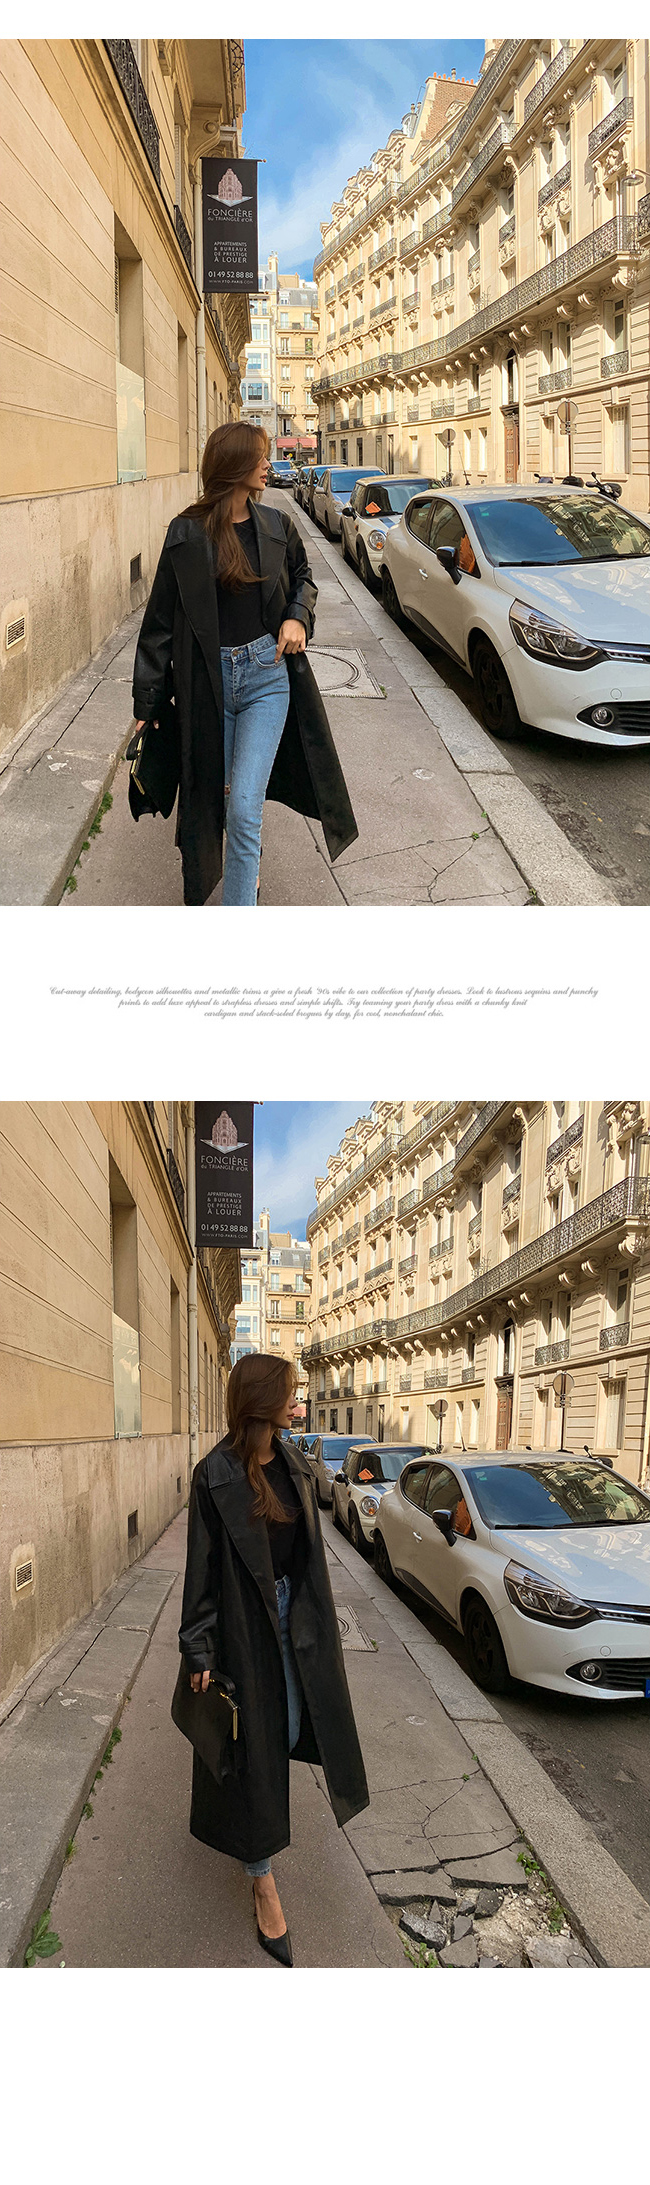 FONCIÈRE
du TRIANGLE d'OR
APPARTEMENTS
& BUREAUX
DE PRESTIGE
À LOUER
01 49 52 88 88
WWW.FTO-PARIS.COM
Cut-away detailing, bodycon silhouettes and metallic trims a give a fresh '90s vibe to our collection of party dresses. Look to lustrous sequins and punchy
prints to add luxe appeal to strapless dresses and simple shifts. Try teaming your party dress with a chunky knit
cardigan and stack-soled brogues by day, for cool, nonchalant chic.
FONCIÈRE
du TRIANGLE d'OR
APPARTEMENTS
& BUREAUX
DE PRESTIGE
À LOUER
01 49 52 88 88
WWW.FTO-PARIS.COM